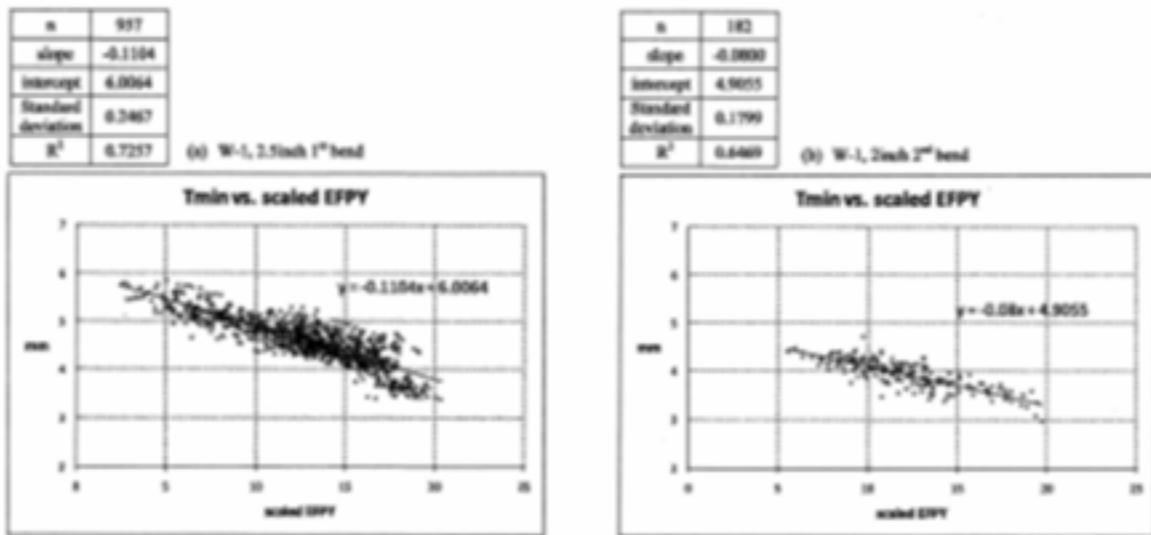 n 957
slope -0.1104
intercept 6.0064
Standard
deviation 0.2467
R² 0.7257
(a) W-1, 2.5inch 1st bend
Tmin vs. scaled EFPY
7
6
5
4
3
2
mm
y = -0.1104x + 6.0064
0 5 10 15 20 25
scaled EFPY
n 182
slope -0.0800
intercept 4.9055
Standard
deviation 0.1799
R² 0.6469
(b) W-1, 2inch 2nd bend
Tmin vs. scaled EFPY
7
6
5
4
3
mm
y = -0.08x + 4.9055
0 5 10 15 20 25
scaled EFPY